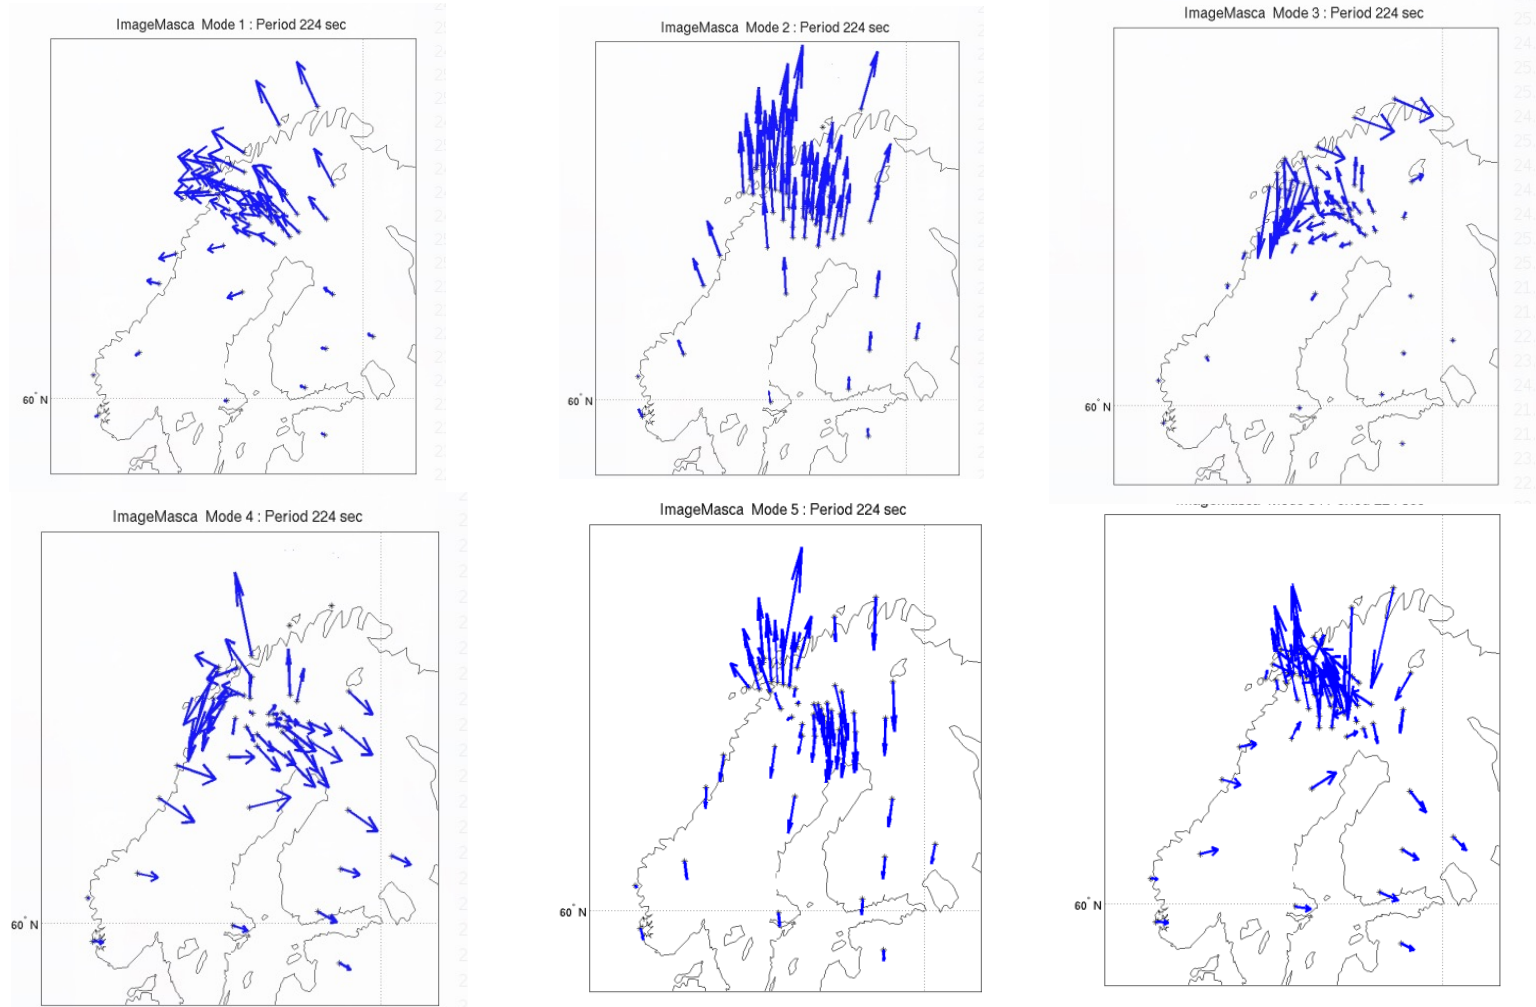 ImageMasca Mode 1 : Period 224 sec
ImageMasca Mode 2 : Period 224 sec
ImageMasca Mode 3 : Period 224 sec
60° N
60° N
60° N
ImageMasca Mode 4 : Period 224 sec
ImageMasca Mode 5 : Period 224 sec
60° N
60° N
60° N